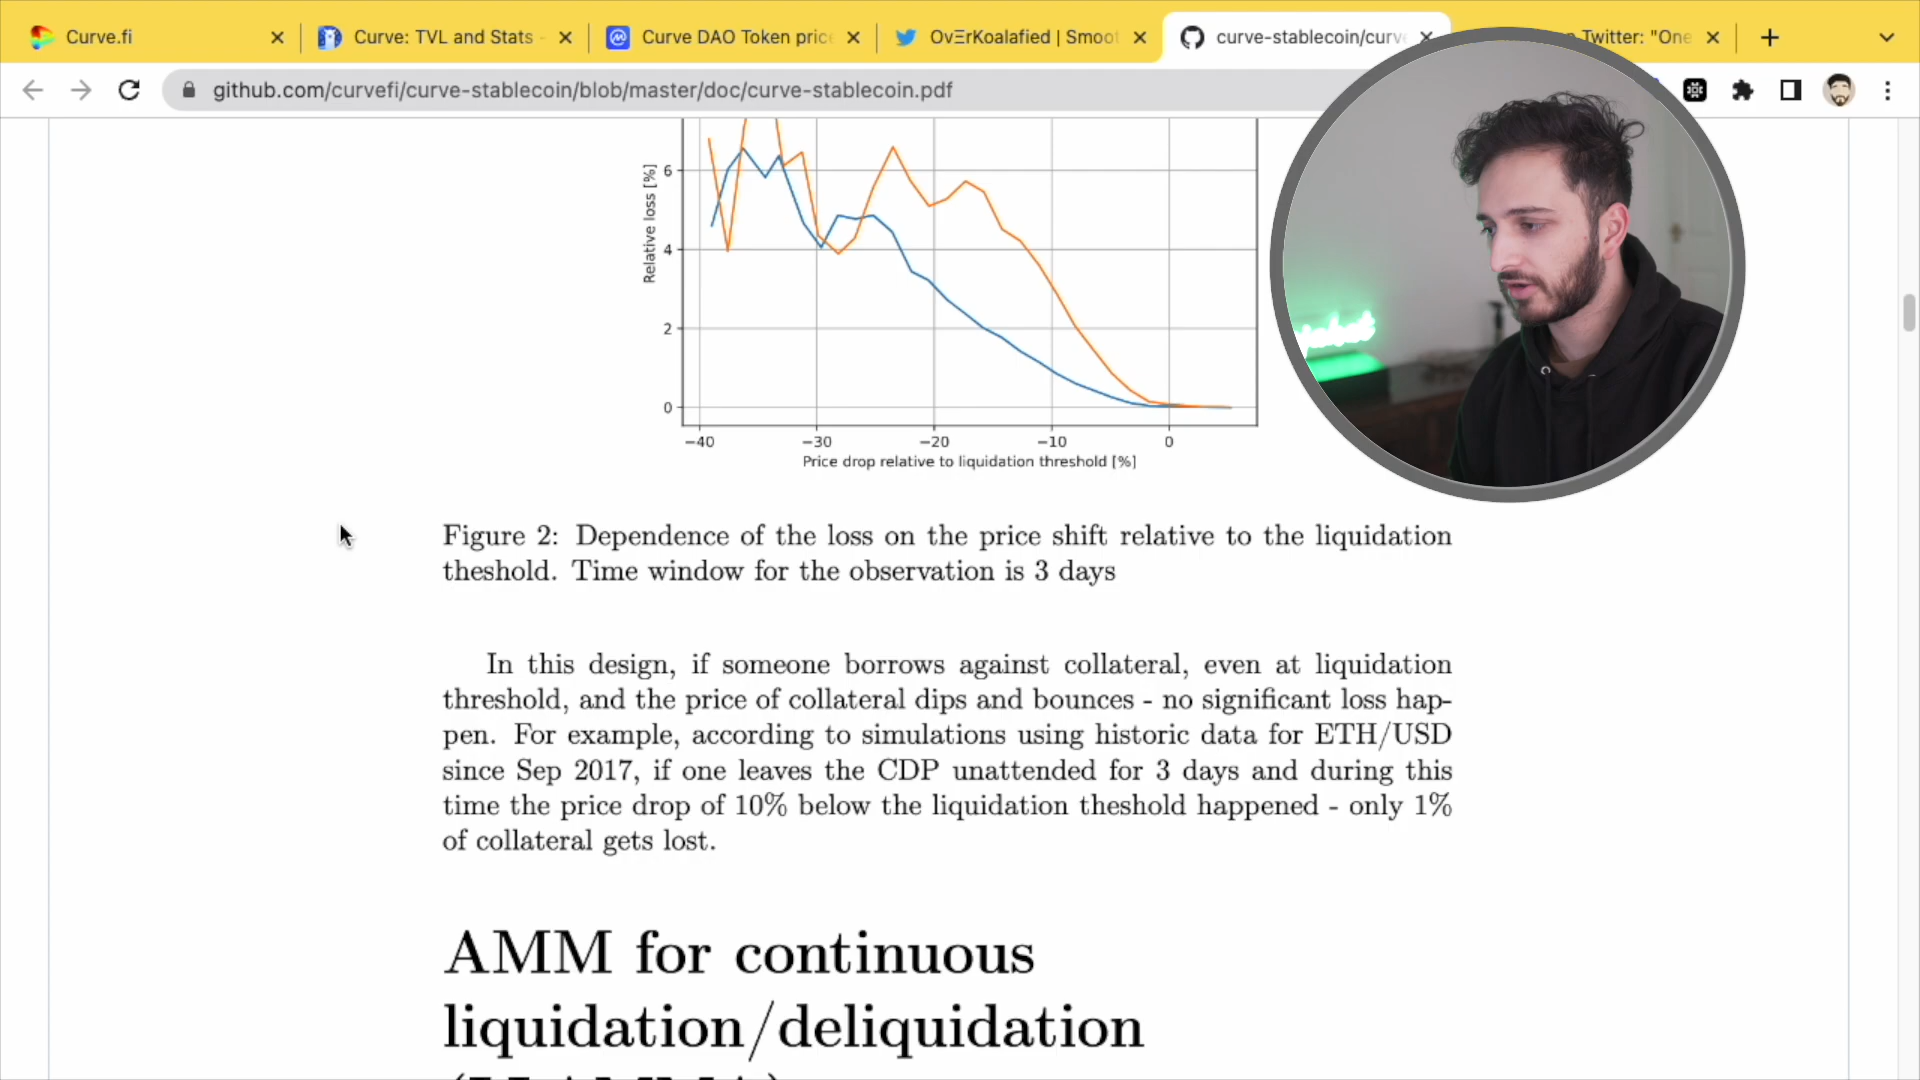 Curve.fi
Curve: TVL and Stats -
Curve DAO Token price
OvΞrKoalafied | Smoot
curve-stablecoin/curv
Twitter: "One
github.com/curvefi/curve-stablecoin/blob/master/doc/curve-stablecoin.pdf
Relative loss [%]
6
4
2
0
−40
−30
−20
−10
0
Price drop relative to liquidation threshold [%]
Figure 2: Dependence of the loss on the price shift relative to the liquidation
theshold. Time window for the observation is 3 days
In this design, if someone borrows against collateral, even at liquidation
threshold, and the price of collateral dips and bounces - no significant loss hap-
pen. For example, according to simulations using historic data for ETH/USD
since Sep 2017, if one leaves the CDP unattended for 3 days and during this
time the price drop of 10% below the liquidation theshold happened - only 1%
of collateral gets lost.
AMM for continuous
liquidation/deliquidation